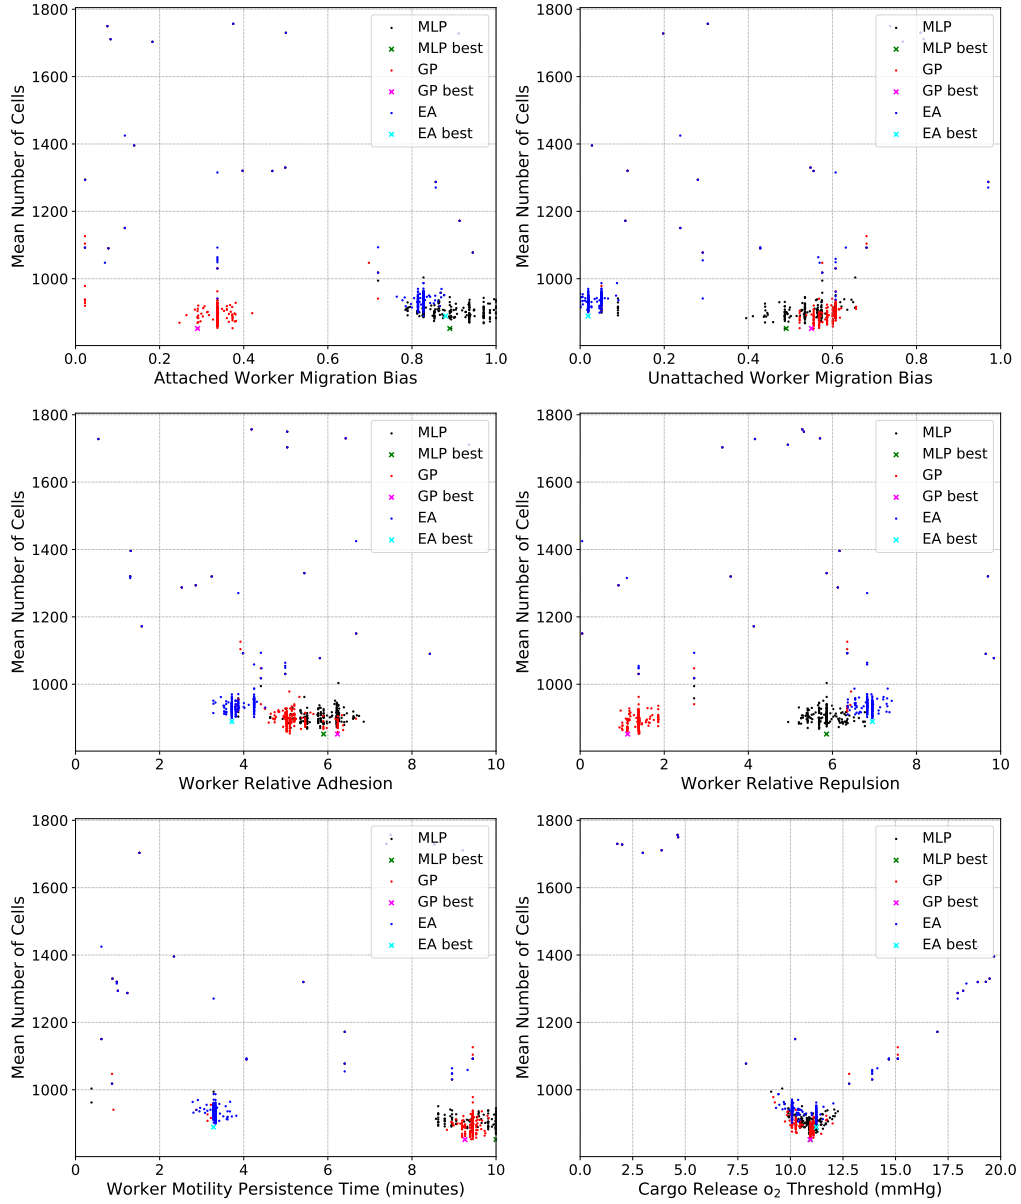 1800
1600
1400
1200
1000
Mean Number of Cells
MLP
MLP best
GP
GP best
EA
EA best
0.0 0.2 0.4 0.6 0.8 1.0
Attached Worker Migration Bias
1800
1600
1400
1200
1000
Mean Number of Cells
MLP
MLP best
GP
GP best
EA
EA best
0.0 0.2 0.4 0.6 0.8 1.0
Unattached Worker Migration Bias
1800
1600
1400
1200
1000
Mean Number of Cells
MLP
MLP best
GP
GP best
EA
EA best
0 2 4 6 8 10
Worker Relative Adhesion
1800
1600
1400
1200
1000
Mean Number of Cells
MLP
MLP best
GP
GP best
EA
EA best
0 2 4 6 8 10
Worker Relative Repulsion
1800
1600
1400
1200
1000
Mean Number of Cells
MLP
MLP best
GP
GP best
EA
EA best
0 2 4 6 8 10
Worker Motility Persistence Time (minutes)
1800
1600
1400
1200
1000
Mean Number of Cells
MLP
MLP best
GP
GP best
EA
EA best
0.0 2.5 5.0 7.5 10.0 12.5 15.0 17.5 20.0
Cargo Release o₂ Threshold (mmHg)